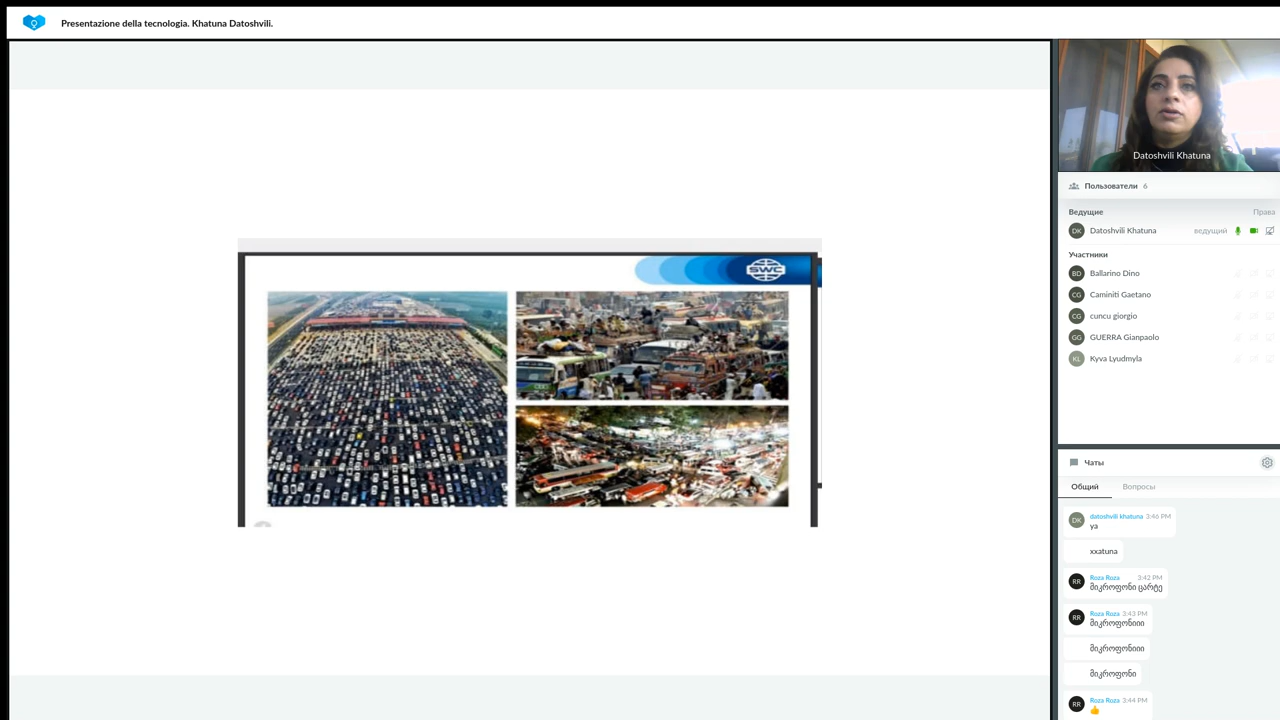 Presentazione della tecnologia. Khatuna Datoshvili.
SWC
Datoshvili Khatuna
Пользователи 6
Ведущие Права
DK Datoshvili Khatuna ведущий
Участники
BD Ballarino Dino
CG Caminiti Gaetano
CG cuncu giorgio
GG GUERRA Gianpaolo
KL Kyva Lyudmyla
Чаты
Общий Вопросы
DK datoshvili khatuna 3:46 PM
ya
xxatuna
RR Roza Roza 3:42 PM
მიკროფონი ცარტე
RR Roza Roza 3:43 PM
მიკროფონიიი
მიკროფონიიი
მიკროფონი
RR Roza Roza 3:44 PM
👍